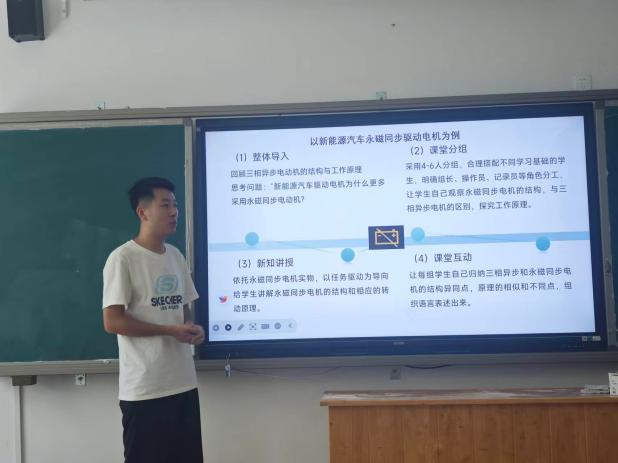 以新能源汽车永磁同步驱动电机为例
（1）整体导入
回顾三相异步电动机的结构与工作原理
思考问题：“新能源汽车驱动电机为什么更多
采用永磁同步电动机？
（2）课堂分组
采用4-6人分组，合理搭配不同学习基础的学
生，明确组长、操作员、记录员等角色分工，
让学生自己观察永磁同步电机的结构、与三
相异步电机的区别，探究工作原理。
（3）新知讲授
依托永磁同步电机实物，以任务驱动为导向
给学生讲解永磁同步电机的结构和相应的转
动原理。
（4）课堂互动
让每组学生自己归纳三相异步和永磁同步电
机的结构异同点，原理的相似和不同点，组
织语言表述出来。
S
SKECHER